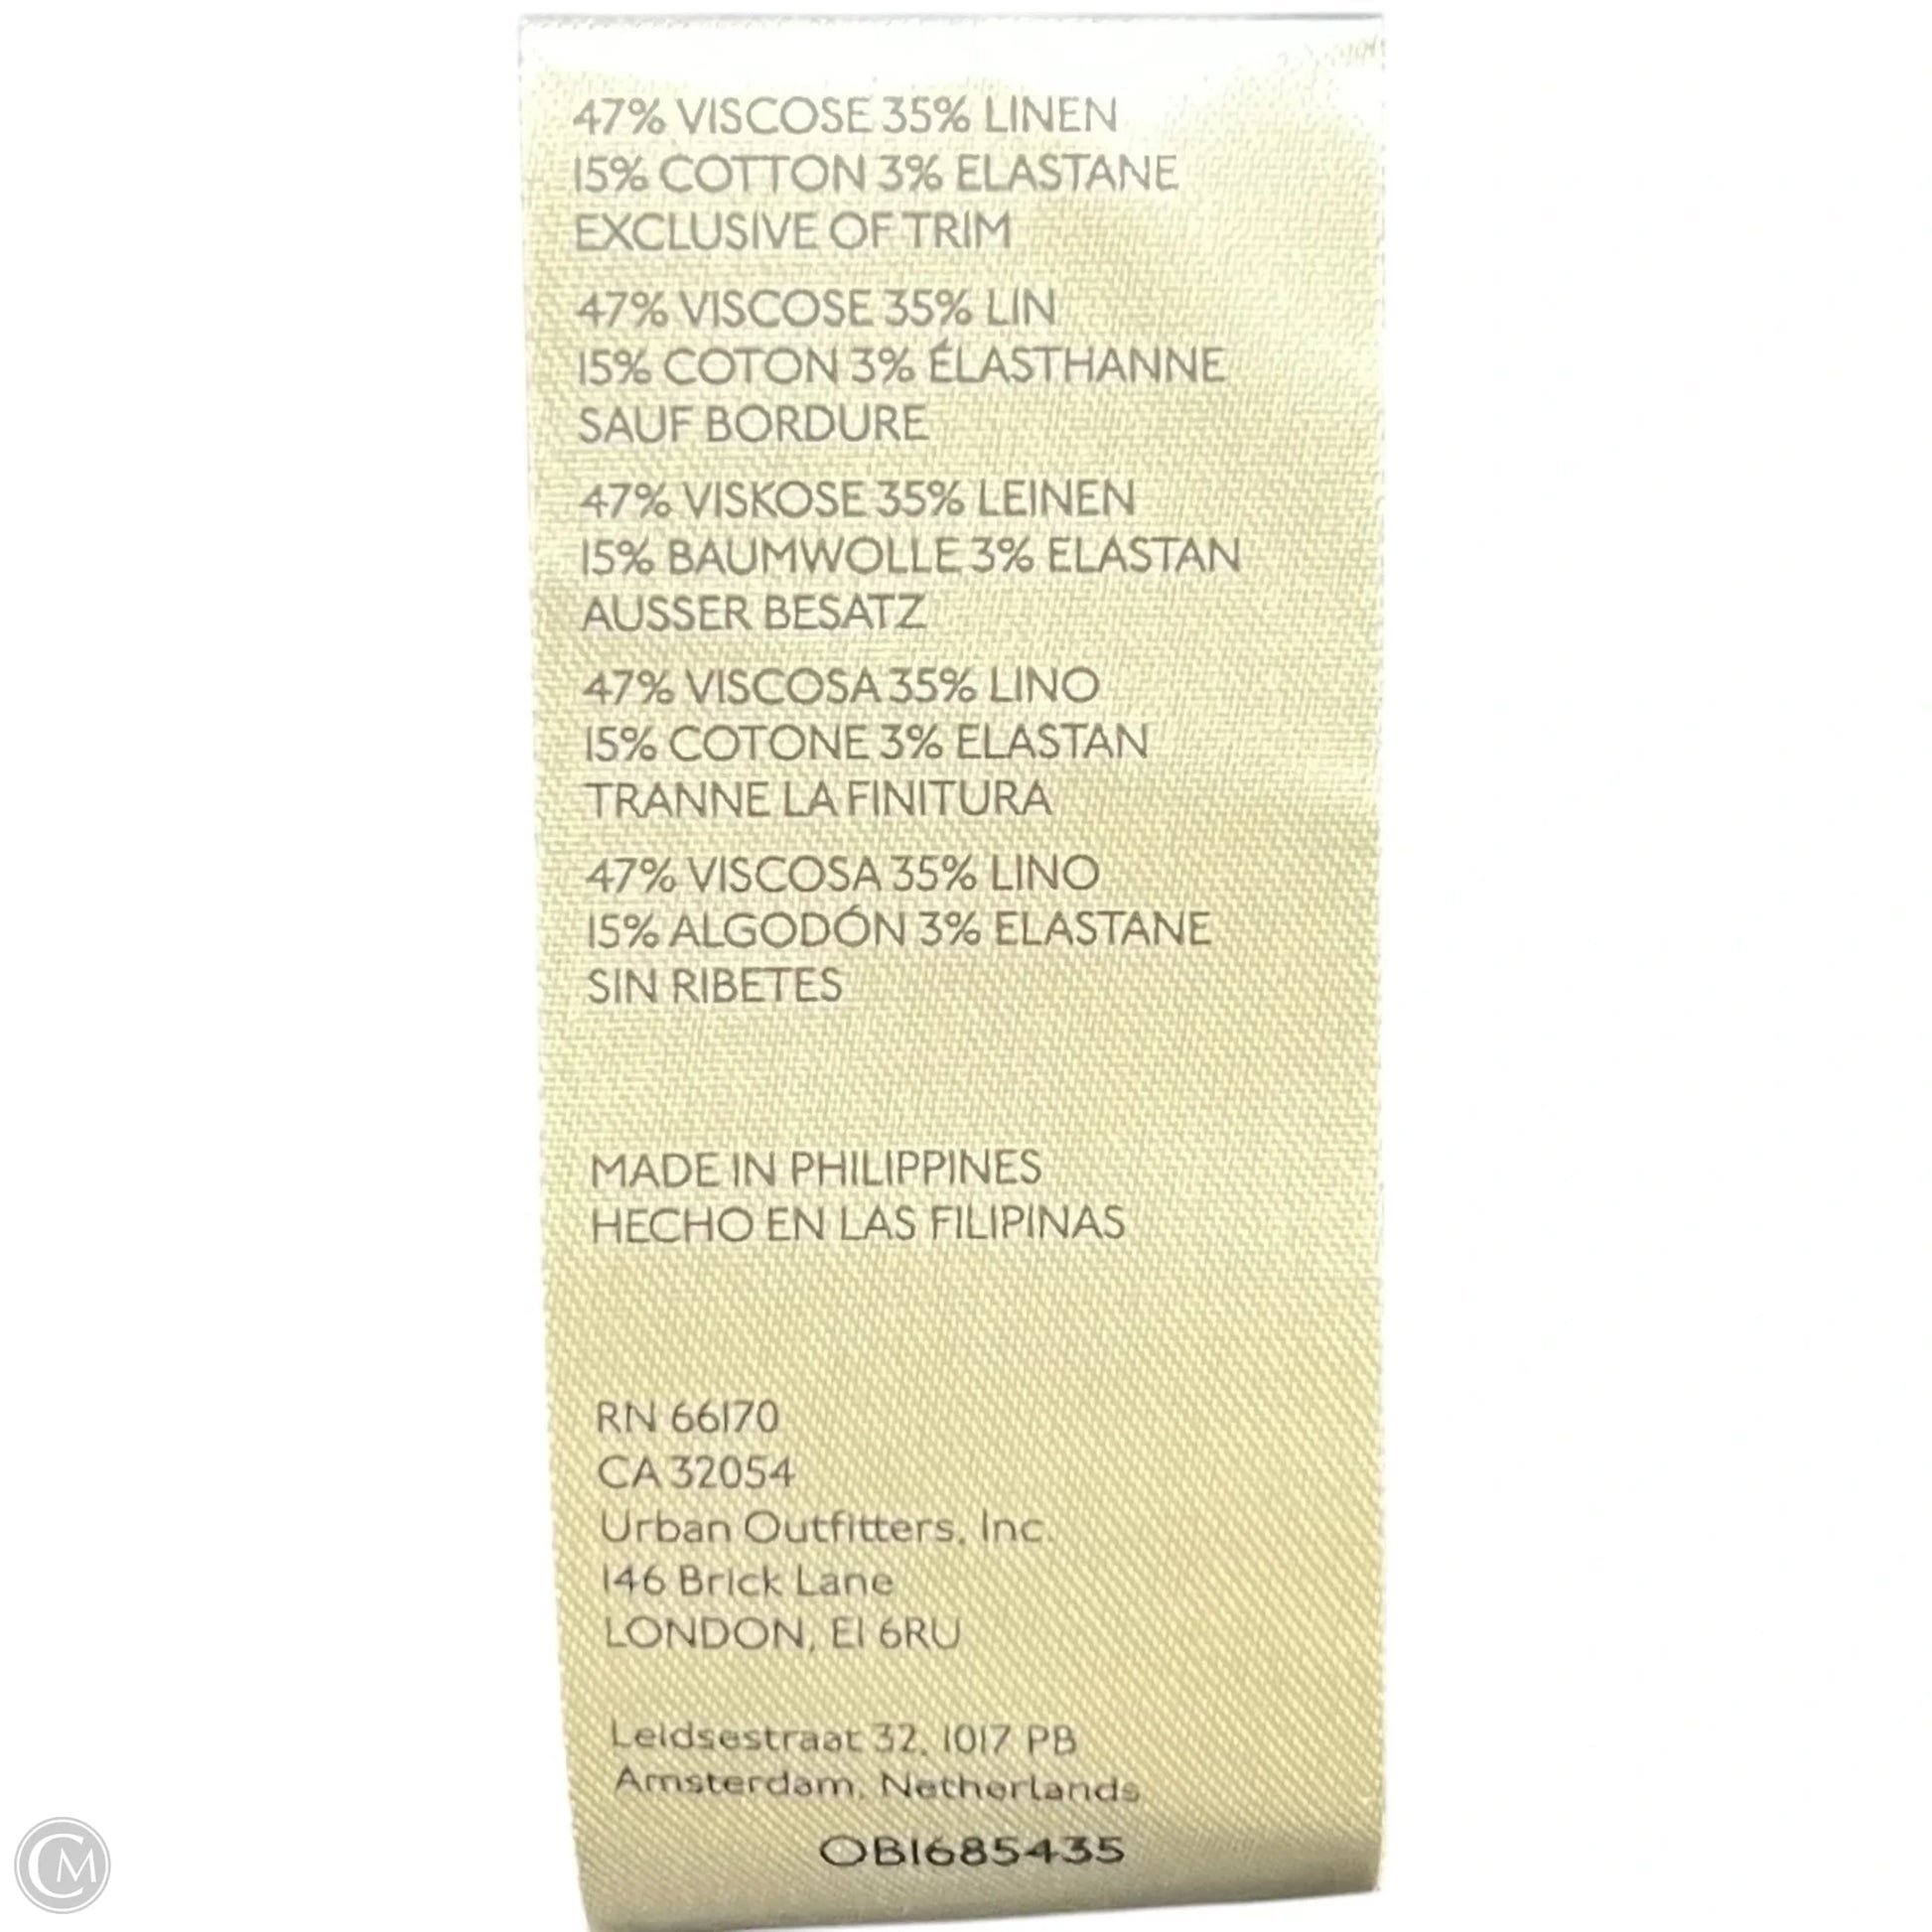 47% VISCOSE 35% LINEN
15% COTTON 3% ELASTANE
EXCLUSIVE OF TRIM
47% VISCOSE 35% LIN
15% COTON 3% ÉLASTHANNE
SAUF BORDURE
47% VISKOSE 35% LEINEN
15% BAUMWOLLE 3% ELASTAN
AUSSER BESATZ
47% VISCOSA 35% LINO
15% COTONE 3% ELASTAN
TRANNE LA FINITURA
47% VISCOSA 35% LINO
15% ALGODÓN 3% ELASTANE
SIN RIBETES
MADE IN PHILIPPINES
HECHO EN LAS FILIPINAS
RN 66170
CA 32054
Urban Outfitters, Inc.
146 Brick Lane
LONDON, E1 6RU
Leidsestraat 32, 1017 PB
Amsterdam, Netherlands
OB1685435
CM